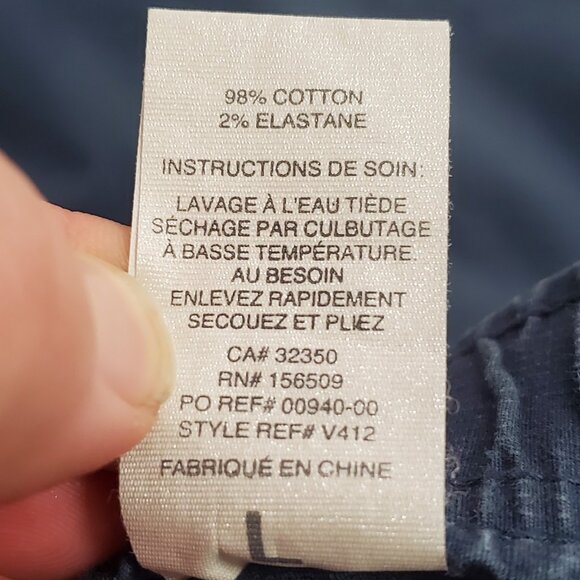 98% COTTON
2% ELASTANE
INSTRUCTIONS DE SOIN:
LAVAGE À L'EAU TIÈDE
SÉCHAGE PAR CULBUTAGE
À BASSE TEMPÉRATURE.
AU BESOIN
ENLEVEZ RAPIDEMENT
SECOUEZ ET PLIEZ
CA# 32350
RN# 156509
PO REF# 00940-00
STYLE REF# V412
FABRIQUÉ EN CHINE
L